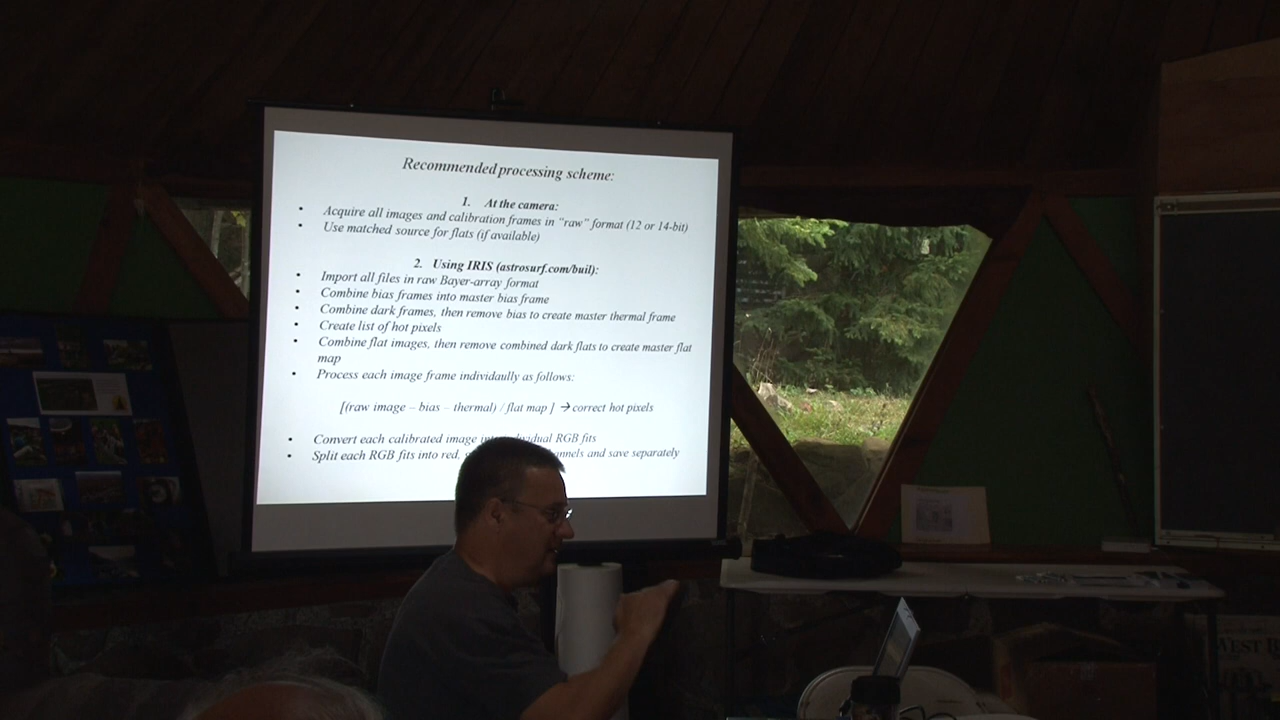 Recommended processing scheme:
1. At the camera:
• Acquire all images and calibration frames in "raw" format (12 or 14-bit)
• Use matched source for flats (if available)
2. Using IRIS (astrosurf.com/buil):
• Import all files in raw Bayer-array format
• Combine bias frames into master bias frame
• Combine dark frames, then remove bias to create master thermal frame
• Create list of hot pixels
• Combine flat images, then remove combined dark flats to create master flat
map
• Process each image frame individaully as follows:
[(raw image – bias – thermal) / flat map ] → correct hot pixels
• Convert each calibrated image into individual RGB fits
• Split each RGB fits into red, and save separately
WEST